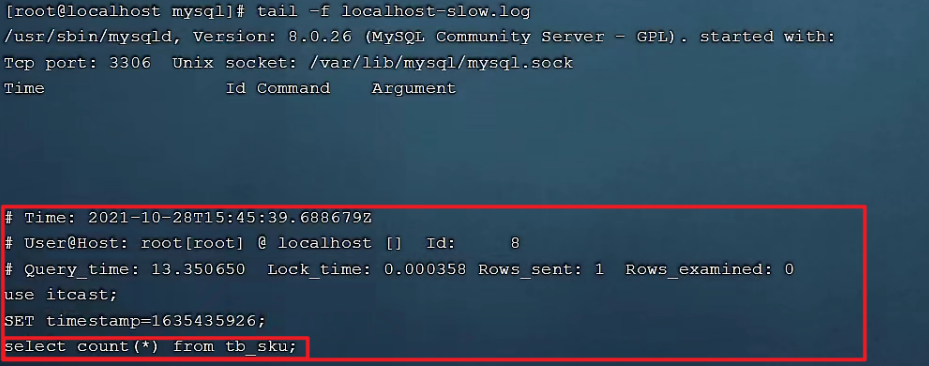 [root@localhost mysql]# tail -f localhost-slow.log
/usr/sbin/mysqld, Version: 8.0.26 (MySQL Community Server - GPL). started with:
Tcp port: 3306  Unix socket: /var/lib/mysql/mysql.sock
Time                 Id Command    Argument
# Time: 2021-10-28T15:45:39.688679Z
# User@Host: root[root] @ localhost []  Id:     8
# Query_time: 13.350650  Lock_time: 0.000358 Rows_sent: 1  Rows_examined: 0
use itcast;
SET timestamp=1635435926;
select count(*) from tb_sku;